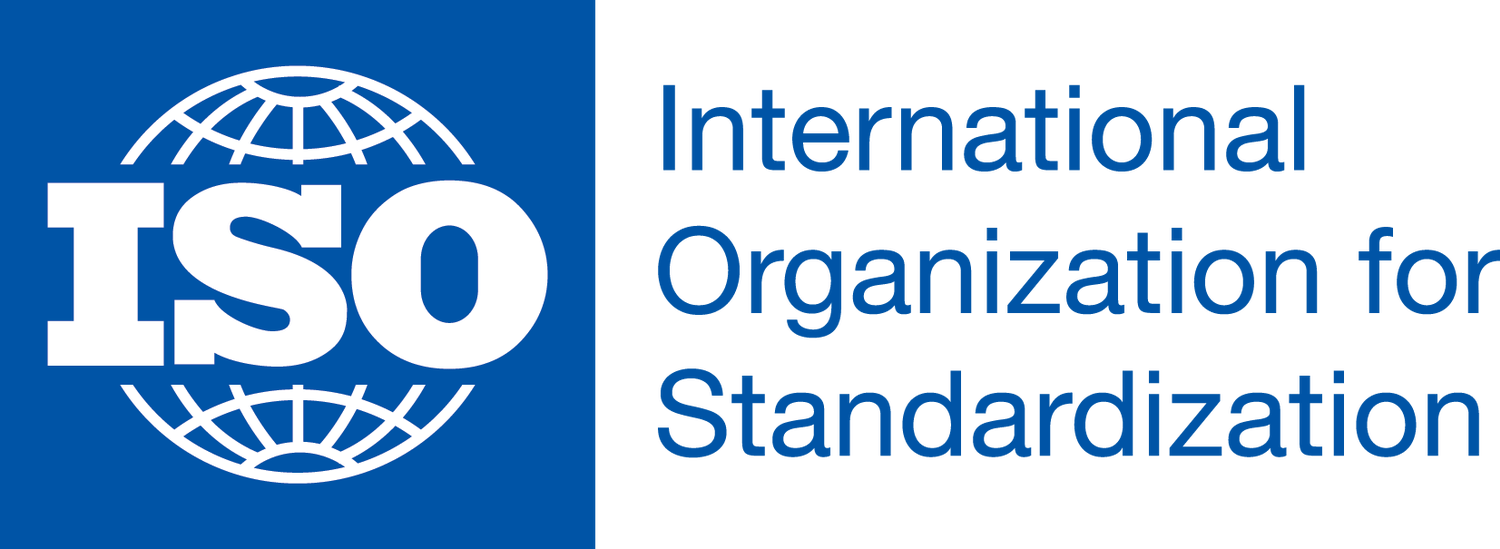 ISO
International
Organization for
Standardization